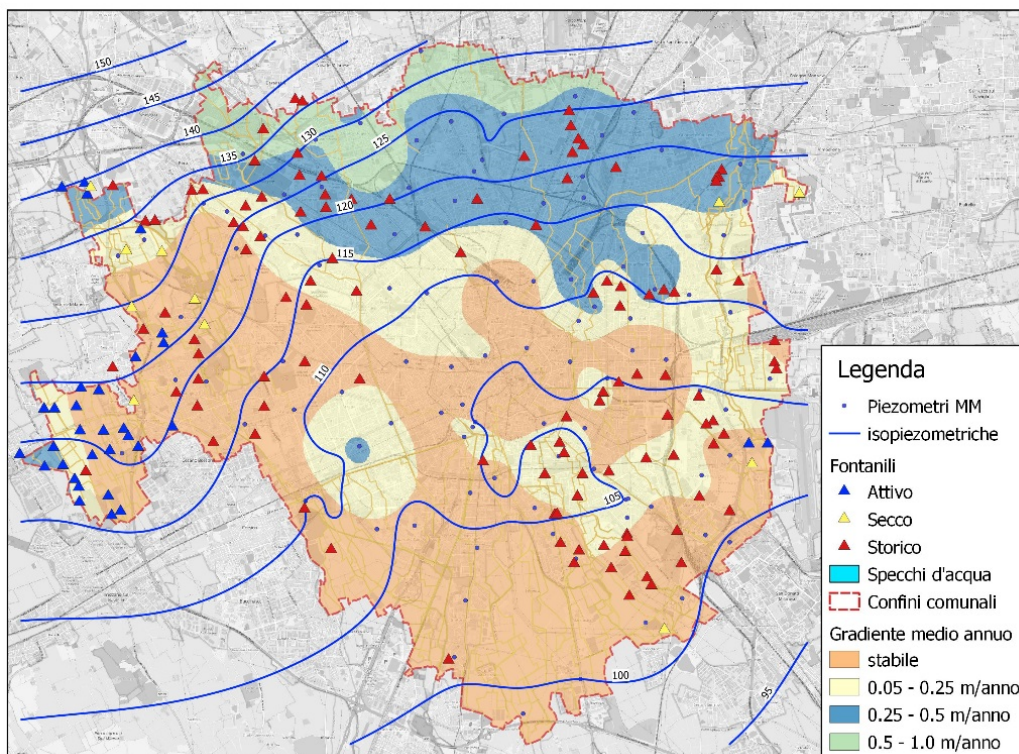 150
145
140
135
130
125
120
115
110
105
100
95
Legenda
Piezometri MM
isopiezometriche
Fontanili
Attivo
Secco
Storico
Specchi d'acqua
Confini comunali
Gradiente medio annuo
stabile
0.05 - 0.25 m/anno
0.25 - 0.5 m/anno
0.5 - 1.0 m/anno